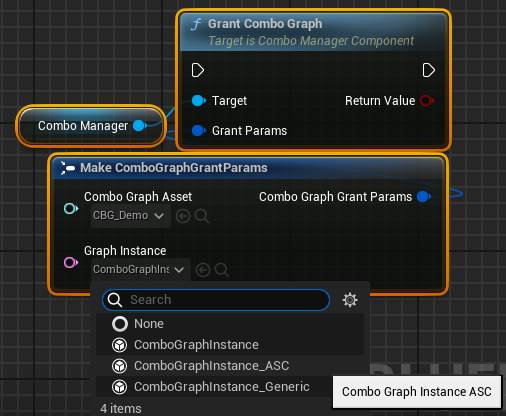 Grant Combo Graph
Target is Combo Manager Component
Target
Return Value
Combo Manager
Grant Params
Make ComboGraphGrantParams
Combo Graph Asset
Combo Graph Grant Params
CBG_Demo
Graph Instance
ComboGraphIns
Search
None
ComboGraphInstance
ComboGraphInstance_ASC
ComboGraphInstance_Generic
Combo Graph Instance ASC
4 items